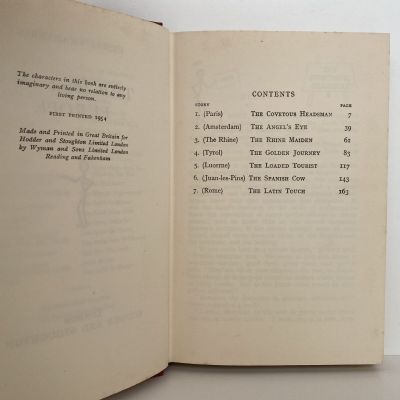 The characters in this book are entirely
imaginary and bear no relation to any
living person.
FIRST PRINTED 1954
Made and Printed in Great Britain for
Hodder and Stoughton Limited London
by Wyman and Sons Limited London
Reading and Fakenham
CONTENTS
STORY PAGE
1. (Paris) THE COVETOUS HEADSMAN 7
2. (Amsterdam) THE ANGEL'S EYE 39
3. (The Rhine) THE RHINE MAIDEN 61
4. (Tyrol) THE GOLDEN JOURNEY 83
5. (Lucerne) THE LOADED TOURIST 117
6. (Juan-les-Pins) THE SPANISH COW 143
7. (Rome) THE LATIN TOUCH 163